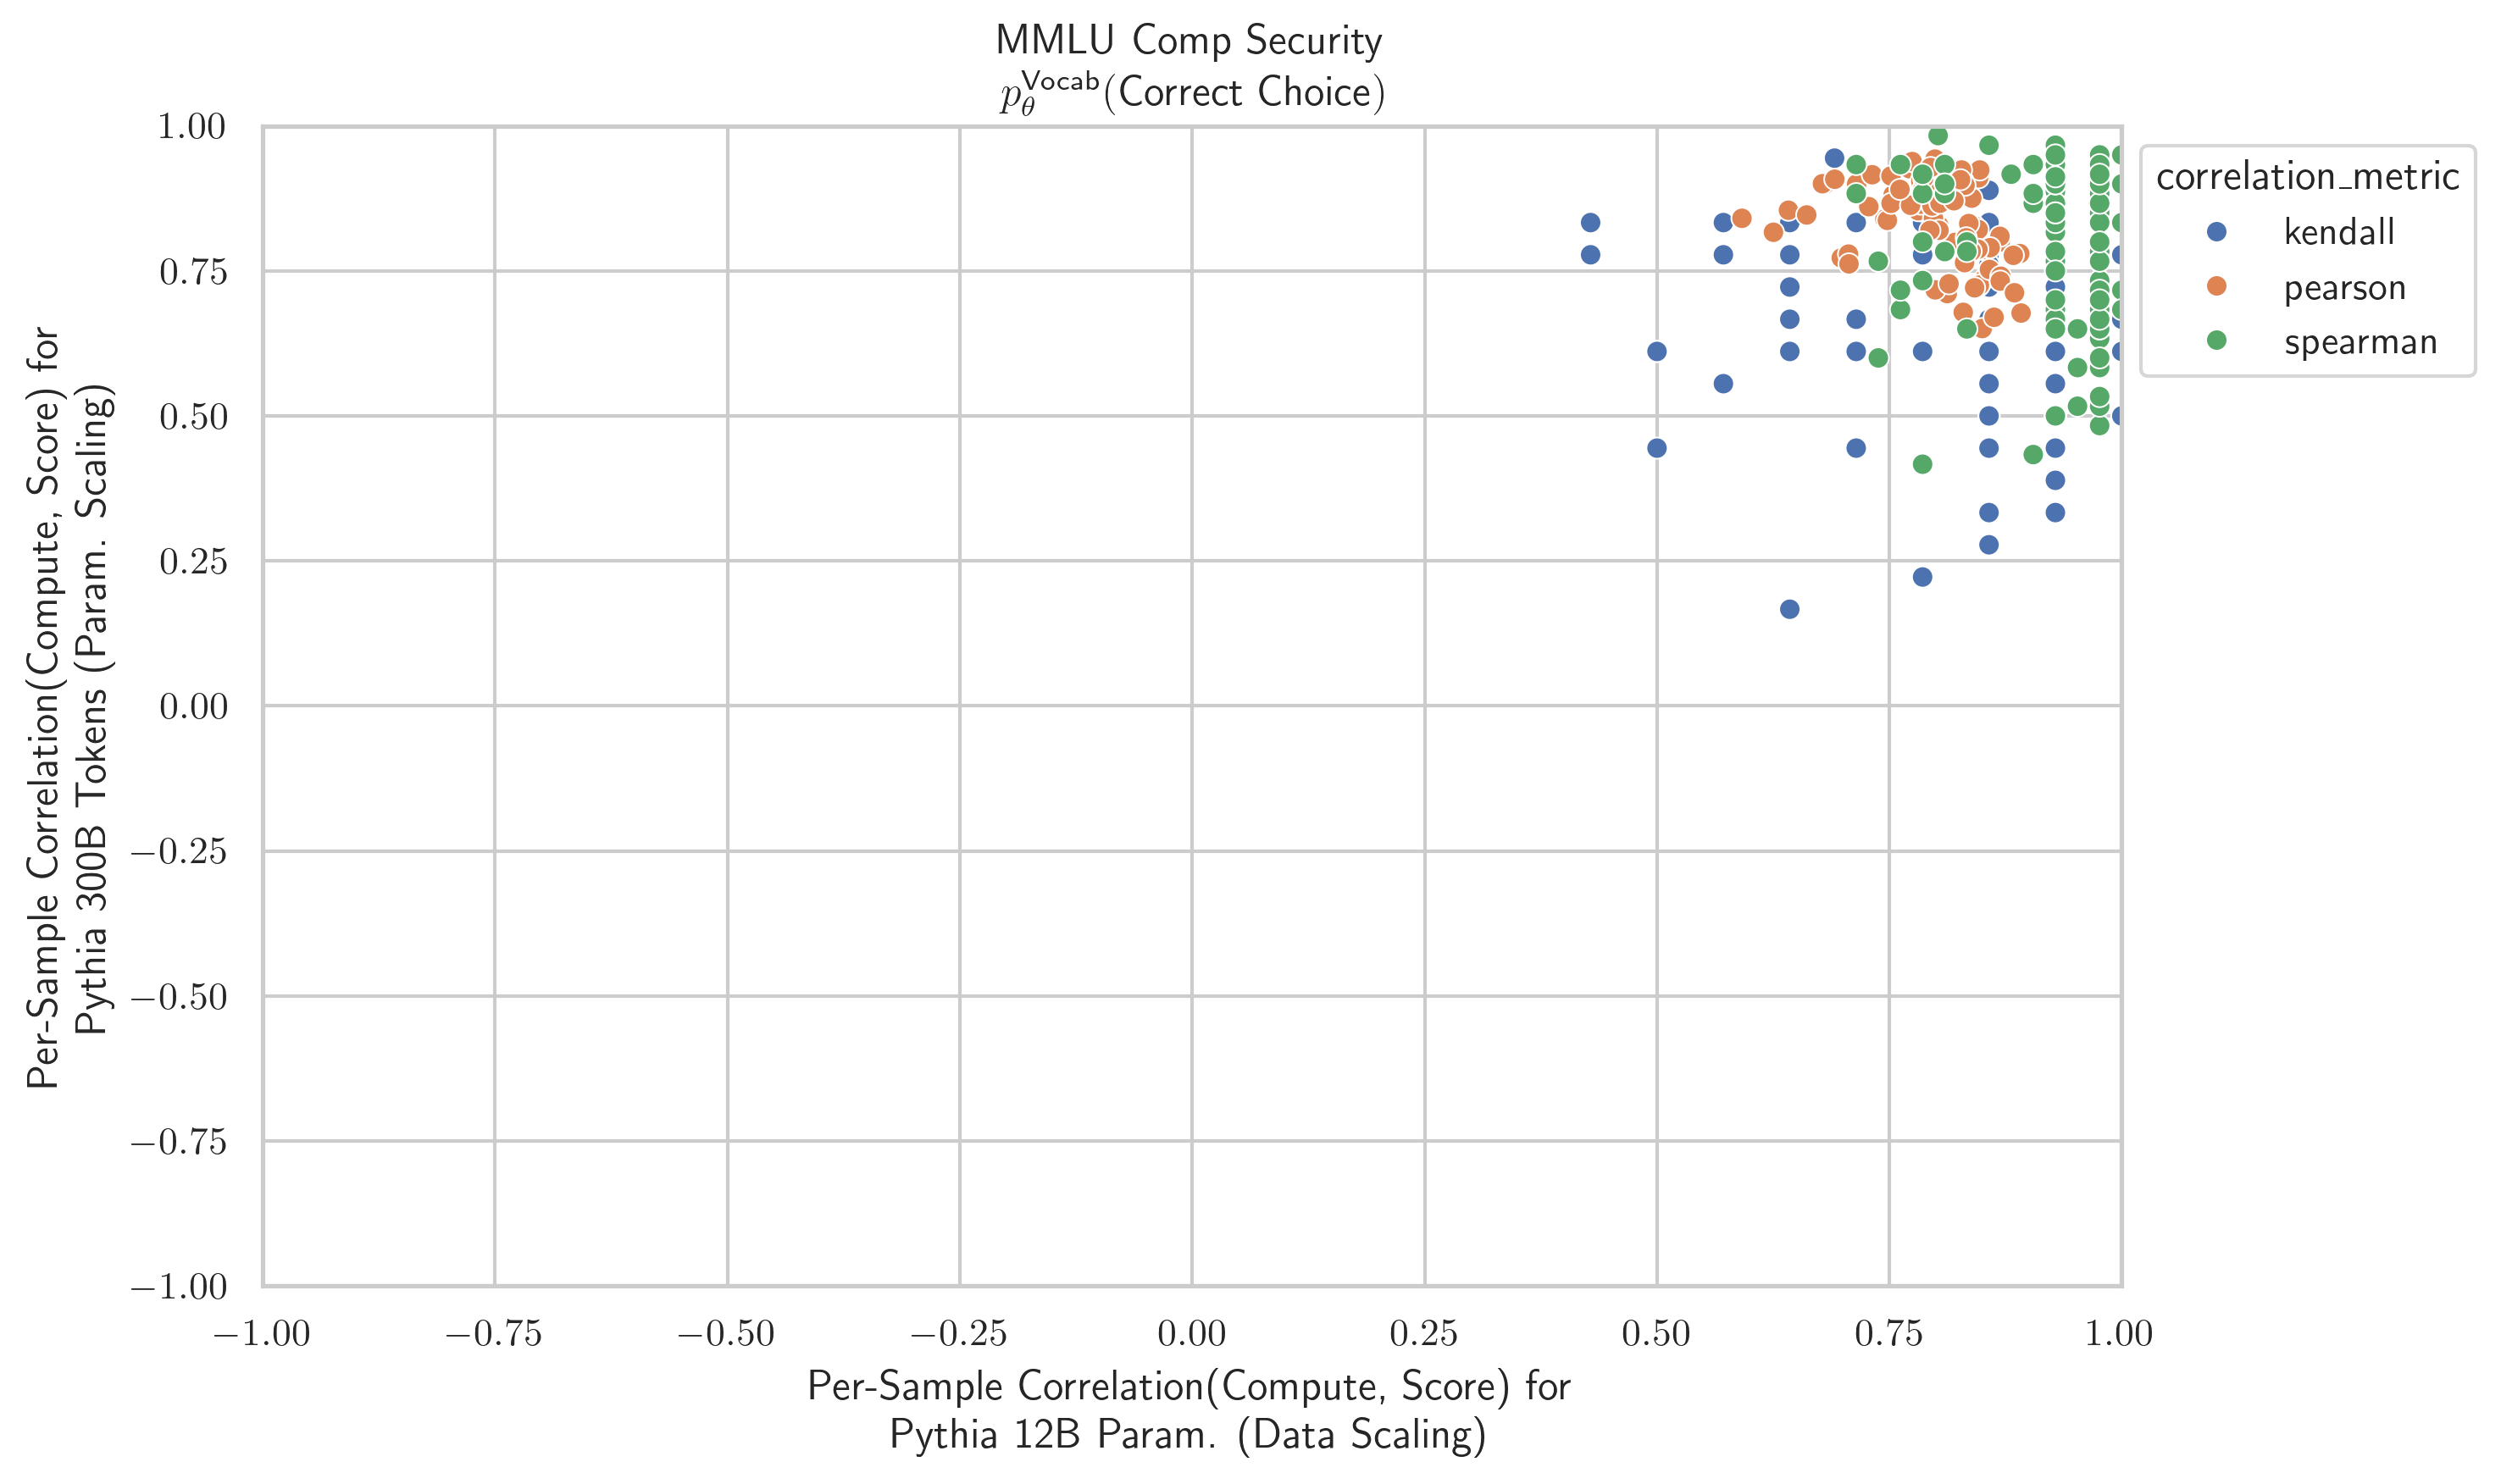 MMLU Comp Security
p_θ^Vocab(Correct Choice)
Per-Sample Correlation(Compute, Score) for
Pythia 300B Tokens (Param. Scaling)
1.00
0.75
0.50
0.25
0.00
−0.25
−0.50
−0.75
−1.00
−1.00 −0.75 −0.50 −0.25 0.00 0.25 0.50 0.75 1.00
Per-Sample Correlation(Compute, Score) for
Pythia 12B Param. (Data Scaling)
correlation_metric
kendall
pearson
spearman